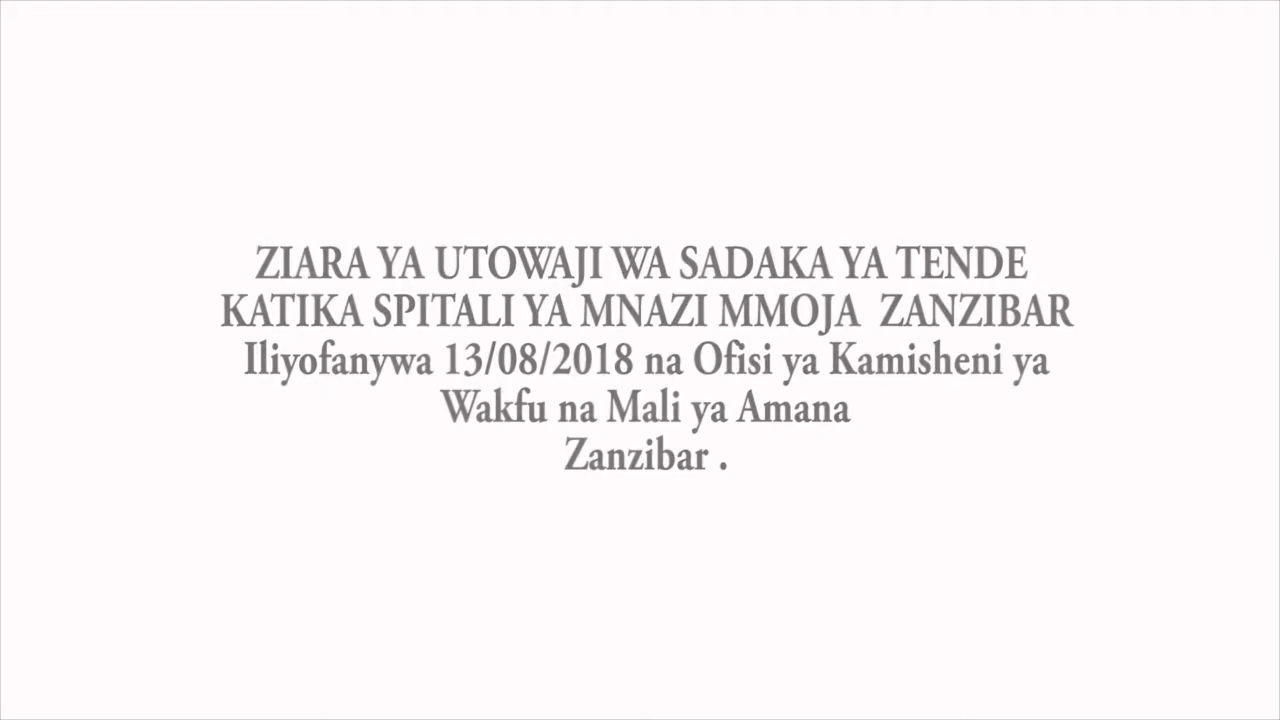 ZIARA YA UTOWAJI WA SADAKA YA TENDE
KATIKA SPITALI YA MNAZI MMOJA  ZANZIBAR
Iliyofanywa 13/08/2018 na Ofisi ya Kamisheni ya
Wakfu na Mali ya Amana
Zanzibar .